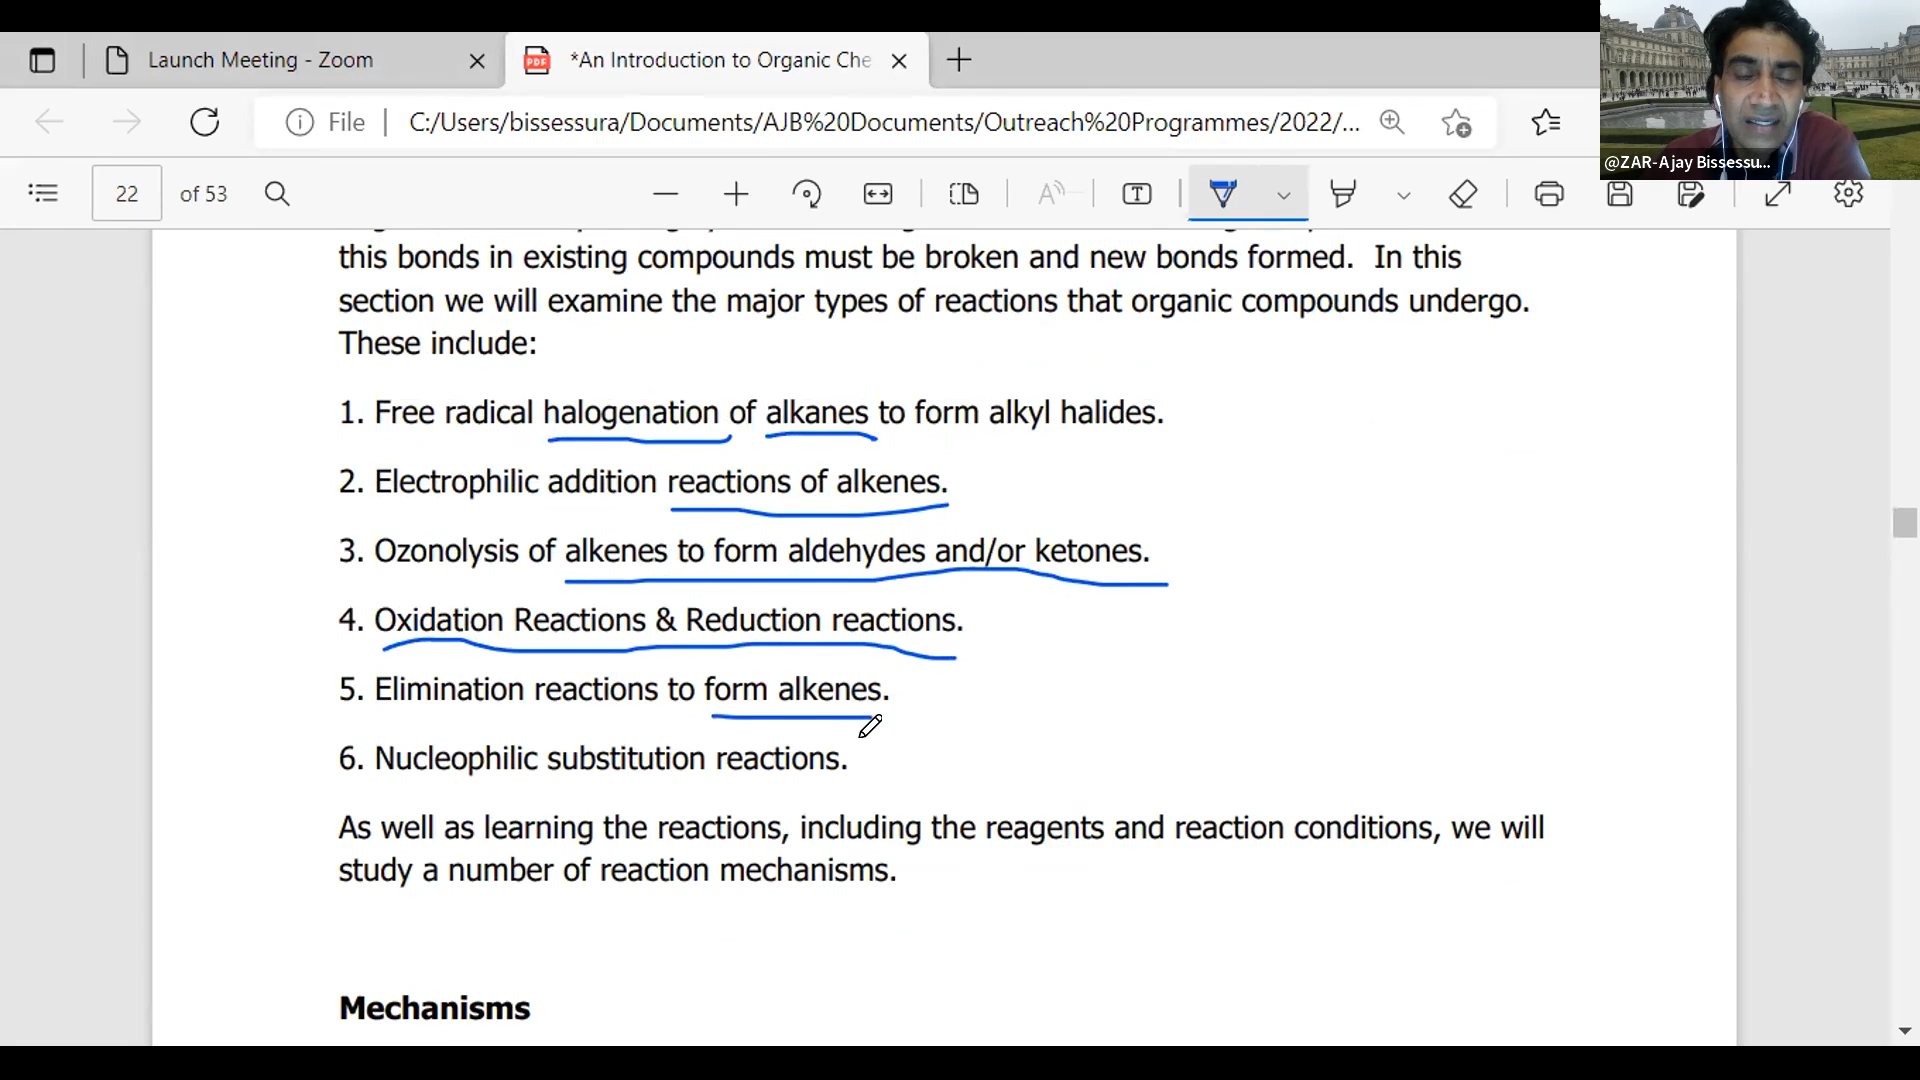 Launch Meeting - Zoom
*An Introduction to Organic Che
File
C:/Users/bissessura/Documents/AJB%20Documents/Outreach%20Programmes/2022/...
@ZAR-Ajay Bissessu...
22 of 53
this bonds in existing compounds must be broken and new bonds formed. In this
section we will examine the major types of reactions that organic compounds undergo.
These include:
1. Free radical halogenation of alkanes to form alkyl halides.
2. Electrophilic addition reactions of alkenes.
3. Ozonolysis of alkenes to form aldehydes and/or ketones.
4. Oxidation Reactions & Reduction reactions.
5. Elimination reactions to form alkenes.
6. Nucleophilic substitution reactions.
As well as learning the reactions, including the reagents and reaction conditions, we will
study a number of reaction mechanisms.
Mechanisms